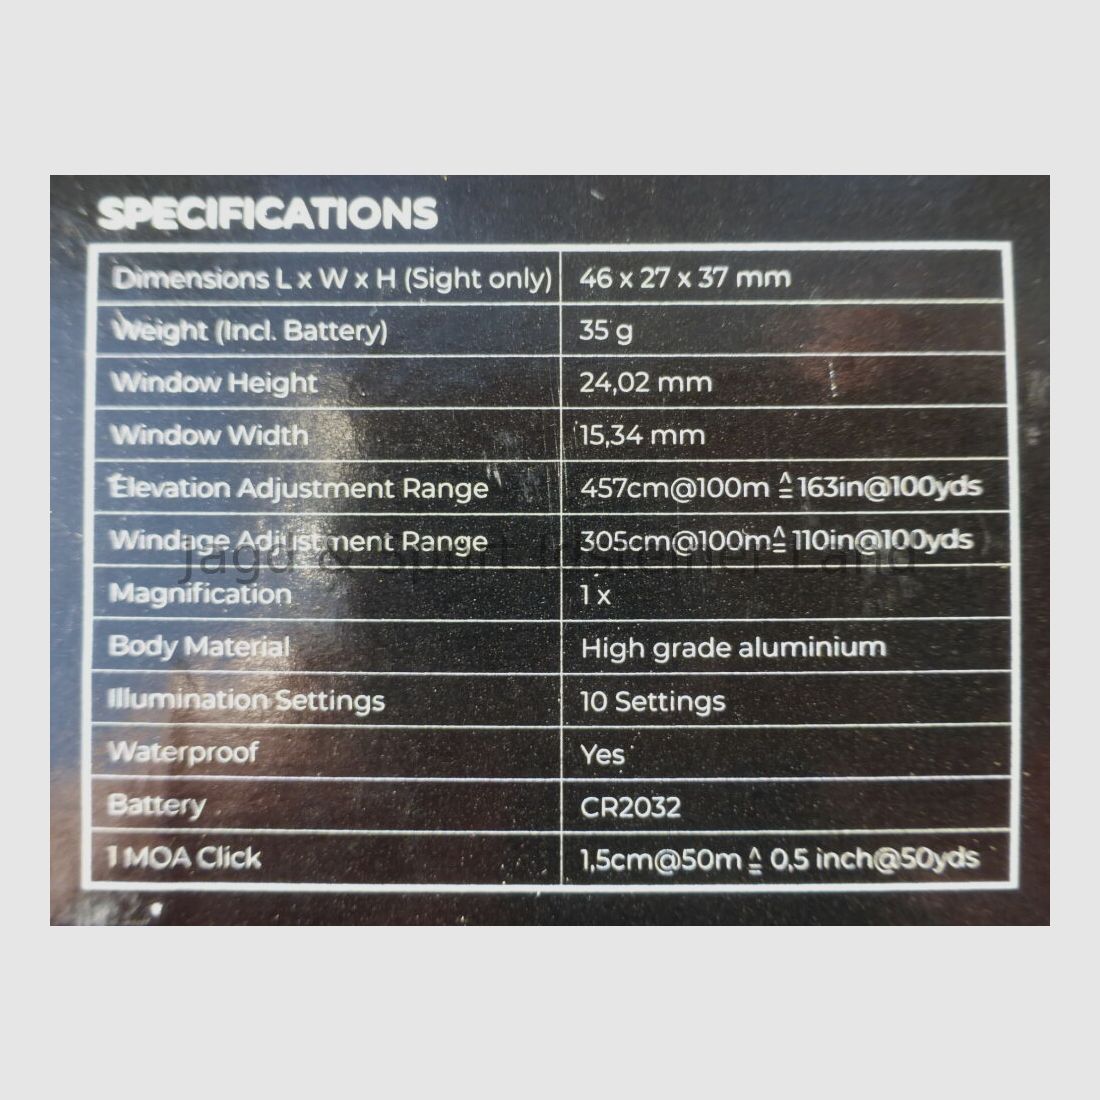 SPECIFICATIONS
Dimensions L x W x H (Sight only) 46 x 27 x 37 mm
Weight (Incl. Battery) 35 g
Window Height 24,02 mm
Window Width 15,34 mm
Elevation Adjustment Range 457cm@100m ≙ 163in@100yds
Windage Adjustment Range 305cm@100m ≙ 110in@100yds
Jagd & Sport
Magnification 1 x
Body Material High grade aluminium
Illumination Settings 10 Settings
Waterproof Yes
Battery CR2032
1 MOA Click 1,5cm@50m ≙ 0,5 inch@50yds